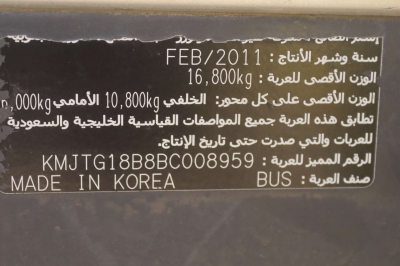 سنة وشهر الأنتاج : FEB/2011
الوزن الأقصى للعربة : 16,800kg
الوزن الأقصى على كل محور: الخلفي 10,800kg الأمامي ,000kg
تطابق هذه العربة جميع المواصفات القياسية الخليجية والسعودية
للعربات والتي صدرت حتى تاريخ الإنتاج.
الرقم المميز للعربة : KMJTG18B8BC008959
صنف العربة : BUS MADE IN KOREA